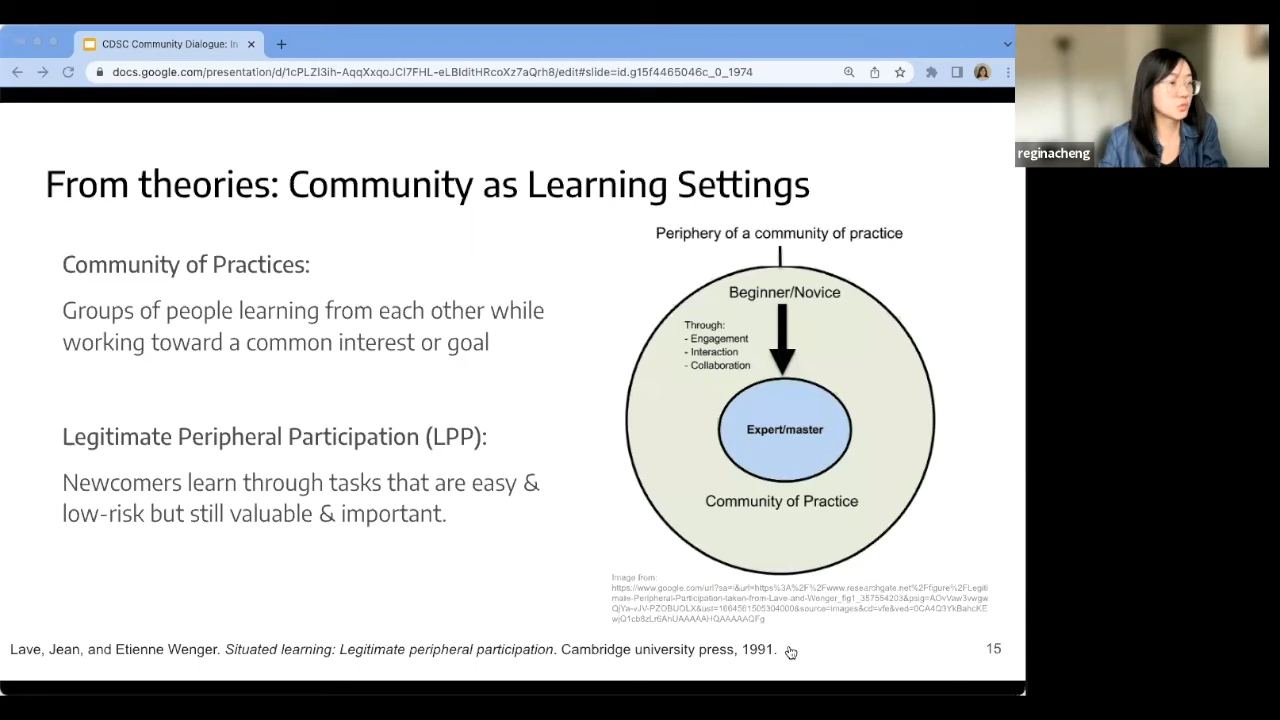 CDSC Community Dialogue: In
docs.google.com/presentation/d/1cPLZl3ih-AqqXxqoJCl7FHL-eLBIditHRcoXz7aQrh8/edit#slide=id.g15f4465046c_0_1974
reginacheng
From theories: Community as Learning Settings
Community of Practices:
Groups of people learning from each other while
working toward a common interest or goal
Legitimate Peripheral Participation (LPP):
Newcomers learn through tasks that are easy &
low-risk but still valuable & important.
Periphery of a community of practice
Beginner/Novice
Through:
- Engagement
- Interaction
- Collaboration
Expert/master
Community of Practice
Image from:
Lave, Jean, and Etienne Wenger. Situated learning: Legitimate peripheral participation. Cambridge university press, 1991.
15